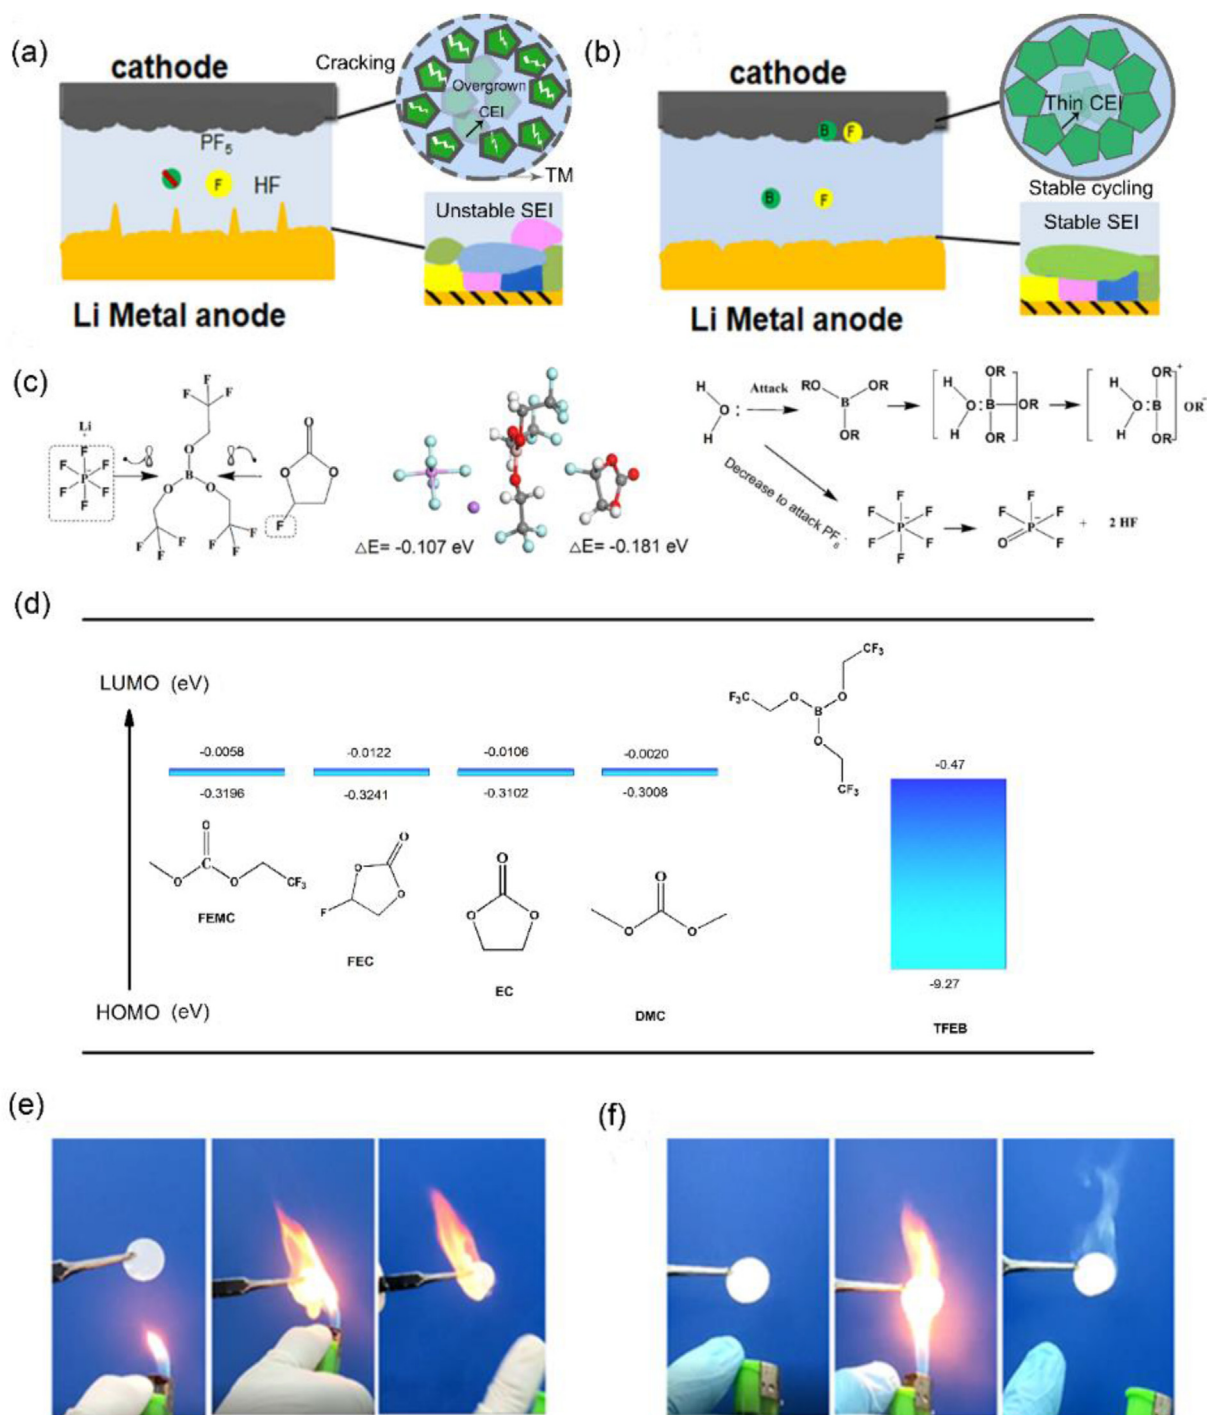 (a)
cathode
Cracking
Overgrown
CEI
TM
PF5
F
HF
Unstable SEI
Li Metal anode
(b)
cathode
Thin CEI
B F
B F
Stable cycling
Stable SEI
Li Metal anode
(c)
Li
+
F
F F
P-
F F
F
F
F F
O
B
O O
F F F
F F F
O
O O
F
△E= -0.107 eV
△E= -0.181 eV
H
O:
H
Attack
RO OR
B
OR
H OR
O:B-OR
H OR
H OR +
O:B
H OR
OR-
Decrease to attack PF6-
F
F F
P-
F F
F
F F
P-
O F
F
+ 2 HF
(d)
LUMO (eV)
HOMO (eV)
-0.0058
-0.3196
O
C
O O
CF3
FEMC
-0.0122
-0.3241
O
O
O
F
FEC
-0.0106
-0.3102
O
O O
EC
-0.0020
-0.3008
O
O O
DMC
CF3
F3C O O
B
O
CF3
-0.47
-9.27
TFEB
(e)
(f)